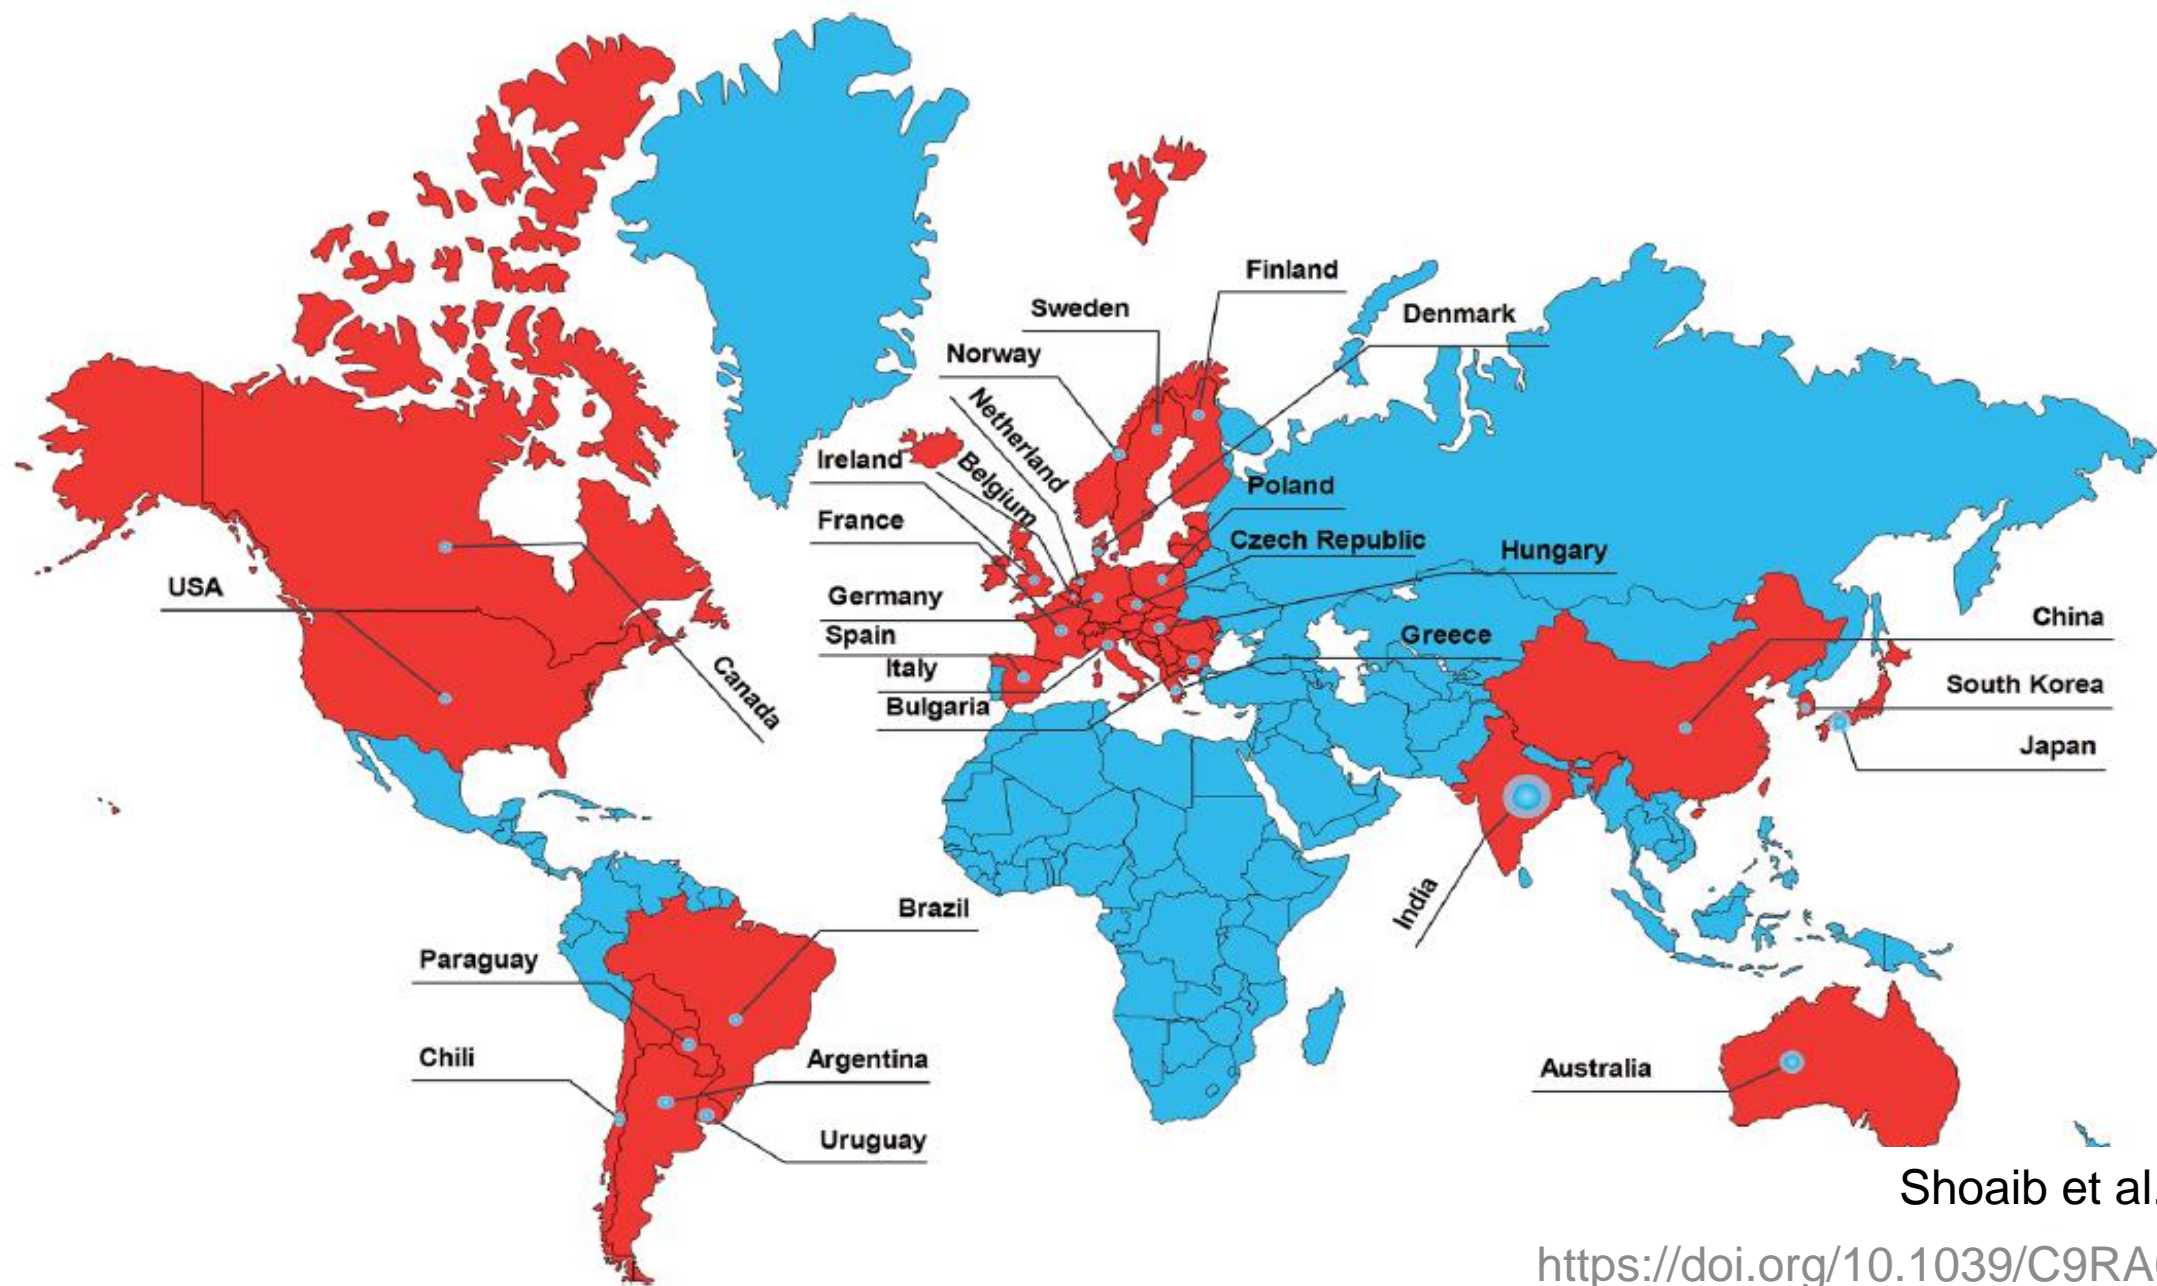 Finland
Sweden
Denmark
Norway
Netherland
Ireland
Belgium
Poland
France
Czech Republic
Hungary
USA
Germany
China
Spain
Greece
Italy
Canada
South Korea
Bulgaria
Japan
India
Brazil
Paraguay
Chili
Argentina
Australia
Uruguay
Shoaib et al.
https://doi.org/10.1039/C9RA